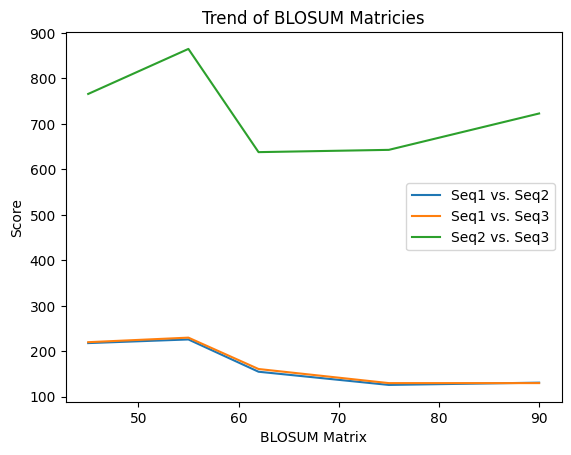 Trend of BLOSUM Matricies
900
800
700
600
500
400
300
200
100
Score
Seq1 vs. Seq2
Seq1 vs. Seq3
Seq2 vs. Seq3
50 60 70 80 90
BLOSUM Matrix